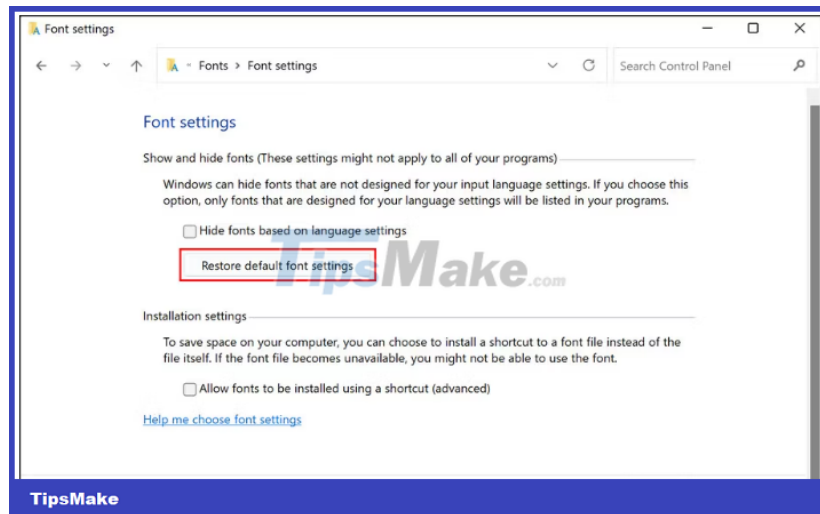 Font settings
Fonts > Font settings
Search Control Panel
Font settings
Show and hide fonts (These settings might not apply to all of your programs)
Windows can hide fonts that are not designed for your input language settings. If you choose this
option, only fonts that are designed for your language settings will be listed in your programs.
Hide fonts based on language settings
Restore default font settings
TipsMake.com
Installation settings
To save space on your computer, you can choose to install a shortcut to a font file instead of the
file itself. If the font file becomes unavailable, you might not be able to use the font.
Allow fonts to be installed using a shortcut (advanced)
Help me choose font settings
TipsMake